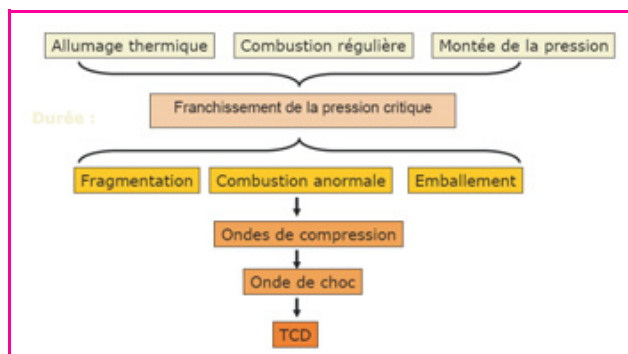 Allumage thermique
Combustion régulière
Montée de la pression
Franchissement de la pression critique
Durée :
Fragmentation
Combustion anormale
Emballement
Ondes de compression
Onde de choc
TCD